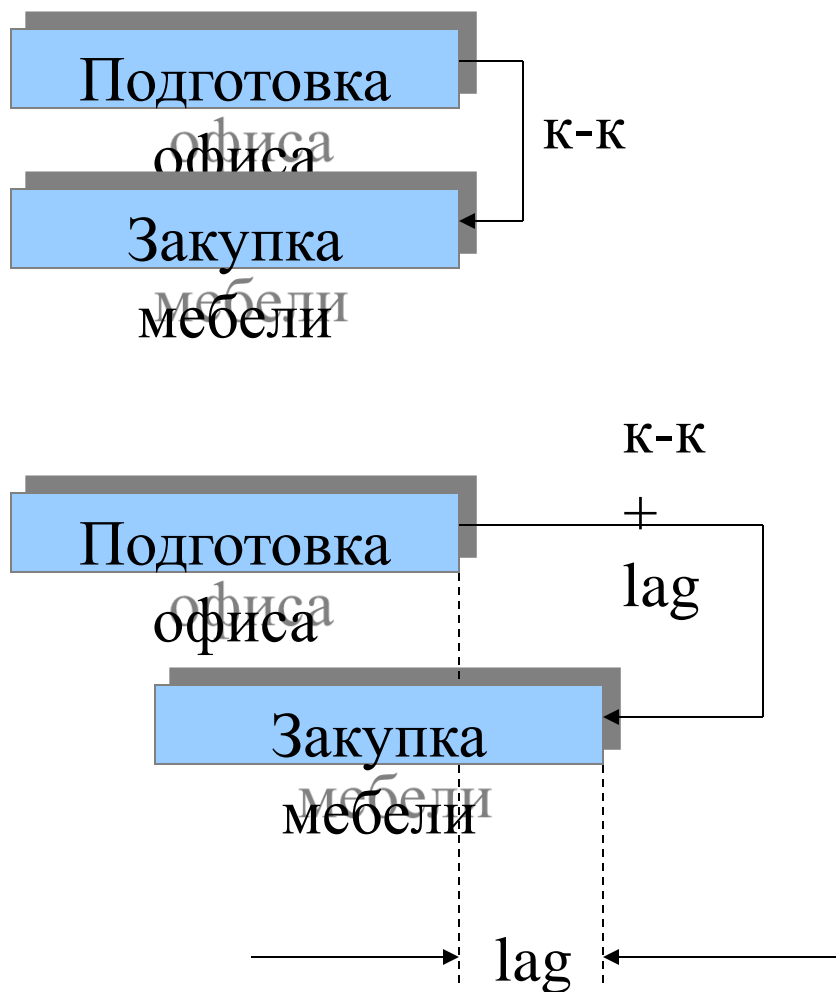 Подготовка
офиса
к-к
Закупка
мебели
к-к
+
lag
Подготовка
офиса
Закупка
мебели
lag